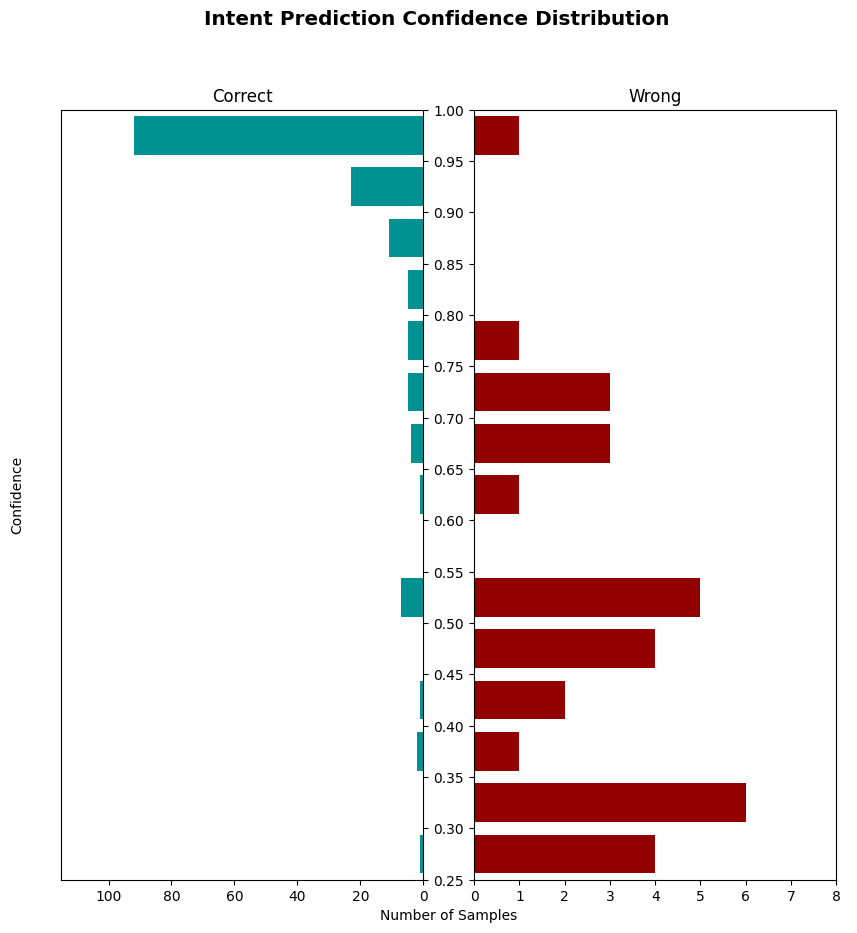 Intent Prediction Confidence Distribution
Correct
Wrong
1.00
0.95
0.90
0.85
0.80
0.75
0.70
0.65
0.60
0.55
0.50
0.45
0.40
0.35
0.30
0.25
Confidence
100 80 60 40 20 0
0 1 2 3 4 5 6 7 8
Number of Samples